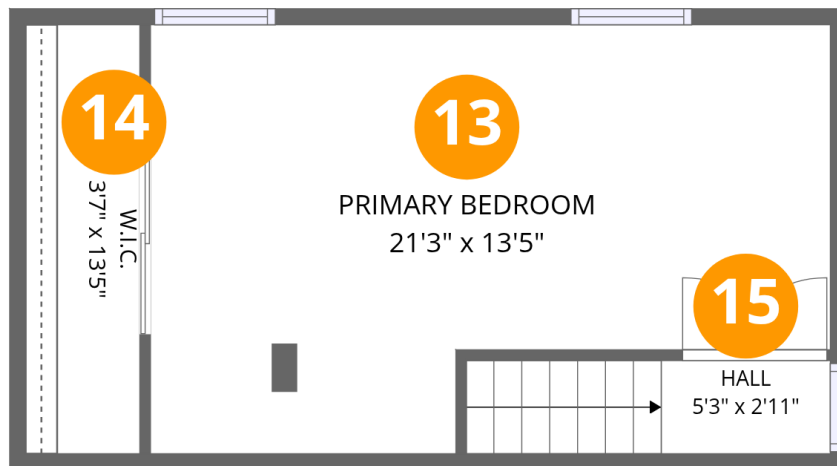 14
W.I.C.
3'7" x 13'5"
13
PRIMARY BEDROOM
21'3" x 13'5"
15
HALL
5'3" x 2'11"